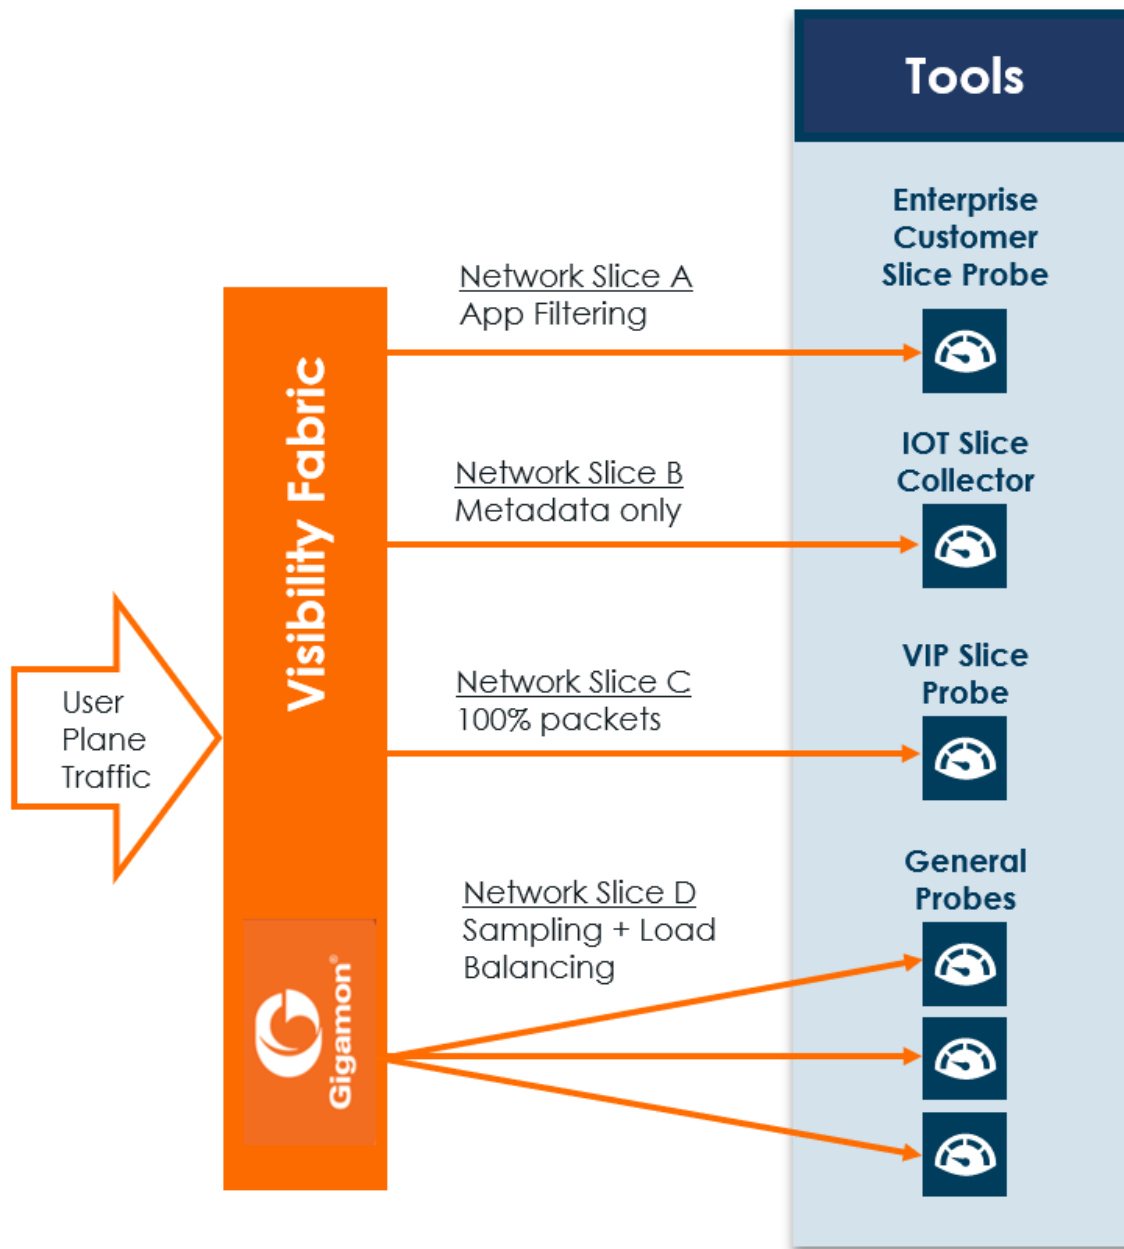 Tools
Enterprise
Customer
Slice Probe
Network Slice A
App Filtering
IOT Slice
Collector
Network Slice B
Metadata only
Visibility Fabric
User
Plane
Traffic
VIP Slice
Probe
Network Slice C
100% packets
General
Probes
Network Slice D
Sampling + Load
Balancing
Gigamon®